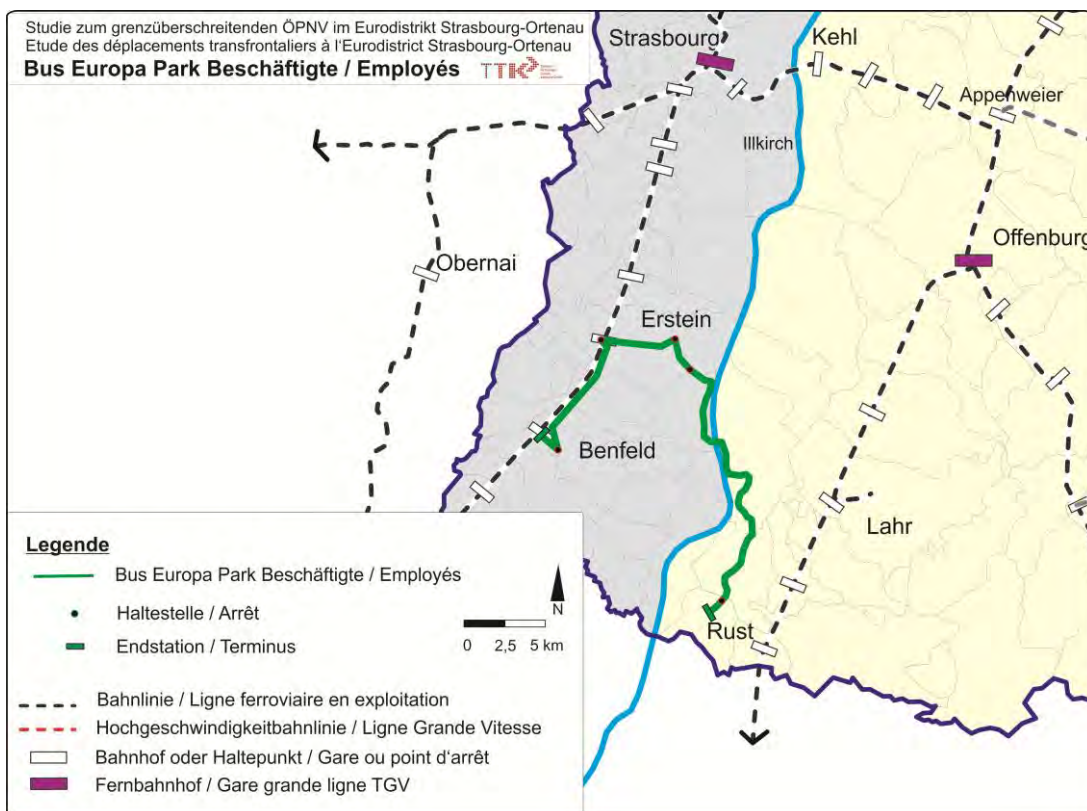 Studie zum grenzüberschreitenden ÖPNV im Eurodistrikt Strasbourg-Ortenau
Etude des déplacements transfrontaliers à l'Eurodistrict Strasbourg-Ortenau
Bus Europa Park Beschäftigte / Employés TTK
Strasbourg
Kehl
Appenweier
Illkirch
Offenburg
Obernai
Erstein
Benfeld
Lahr
Rust
Legende
Bus Europa Park Beschäftigte / Employés
Haltestelle / Arrêt
Endstation / Terminus
N
0 2,5 5 km
Bahnlinie / Ligne ferroviaire en exploitation
Hochgeschwindigkeitbahnlinie / Ligne Grande Vitesse
Bahnhof oder Haltepunkt / Gare ou point d'arrêt
Fernbahnhof / Gare grande ligne TGV